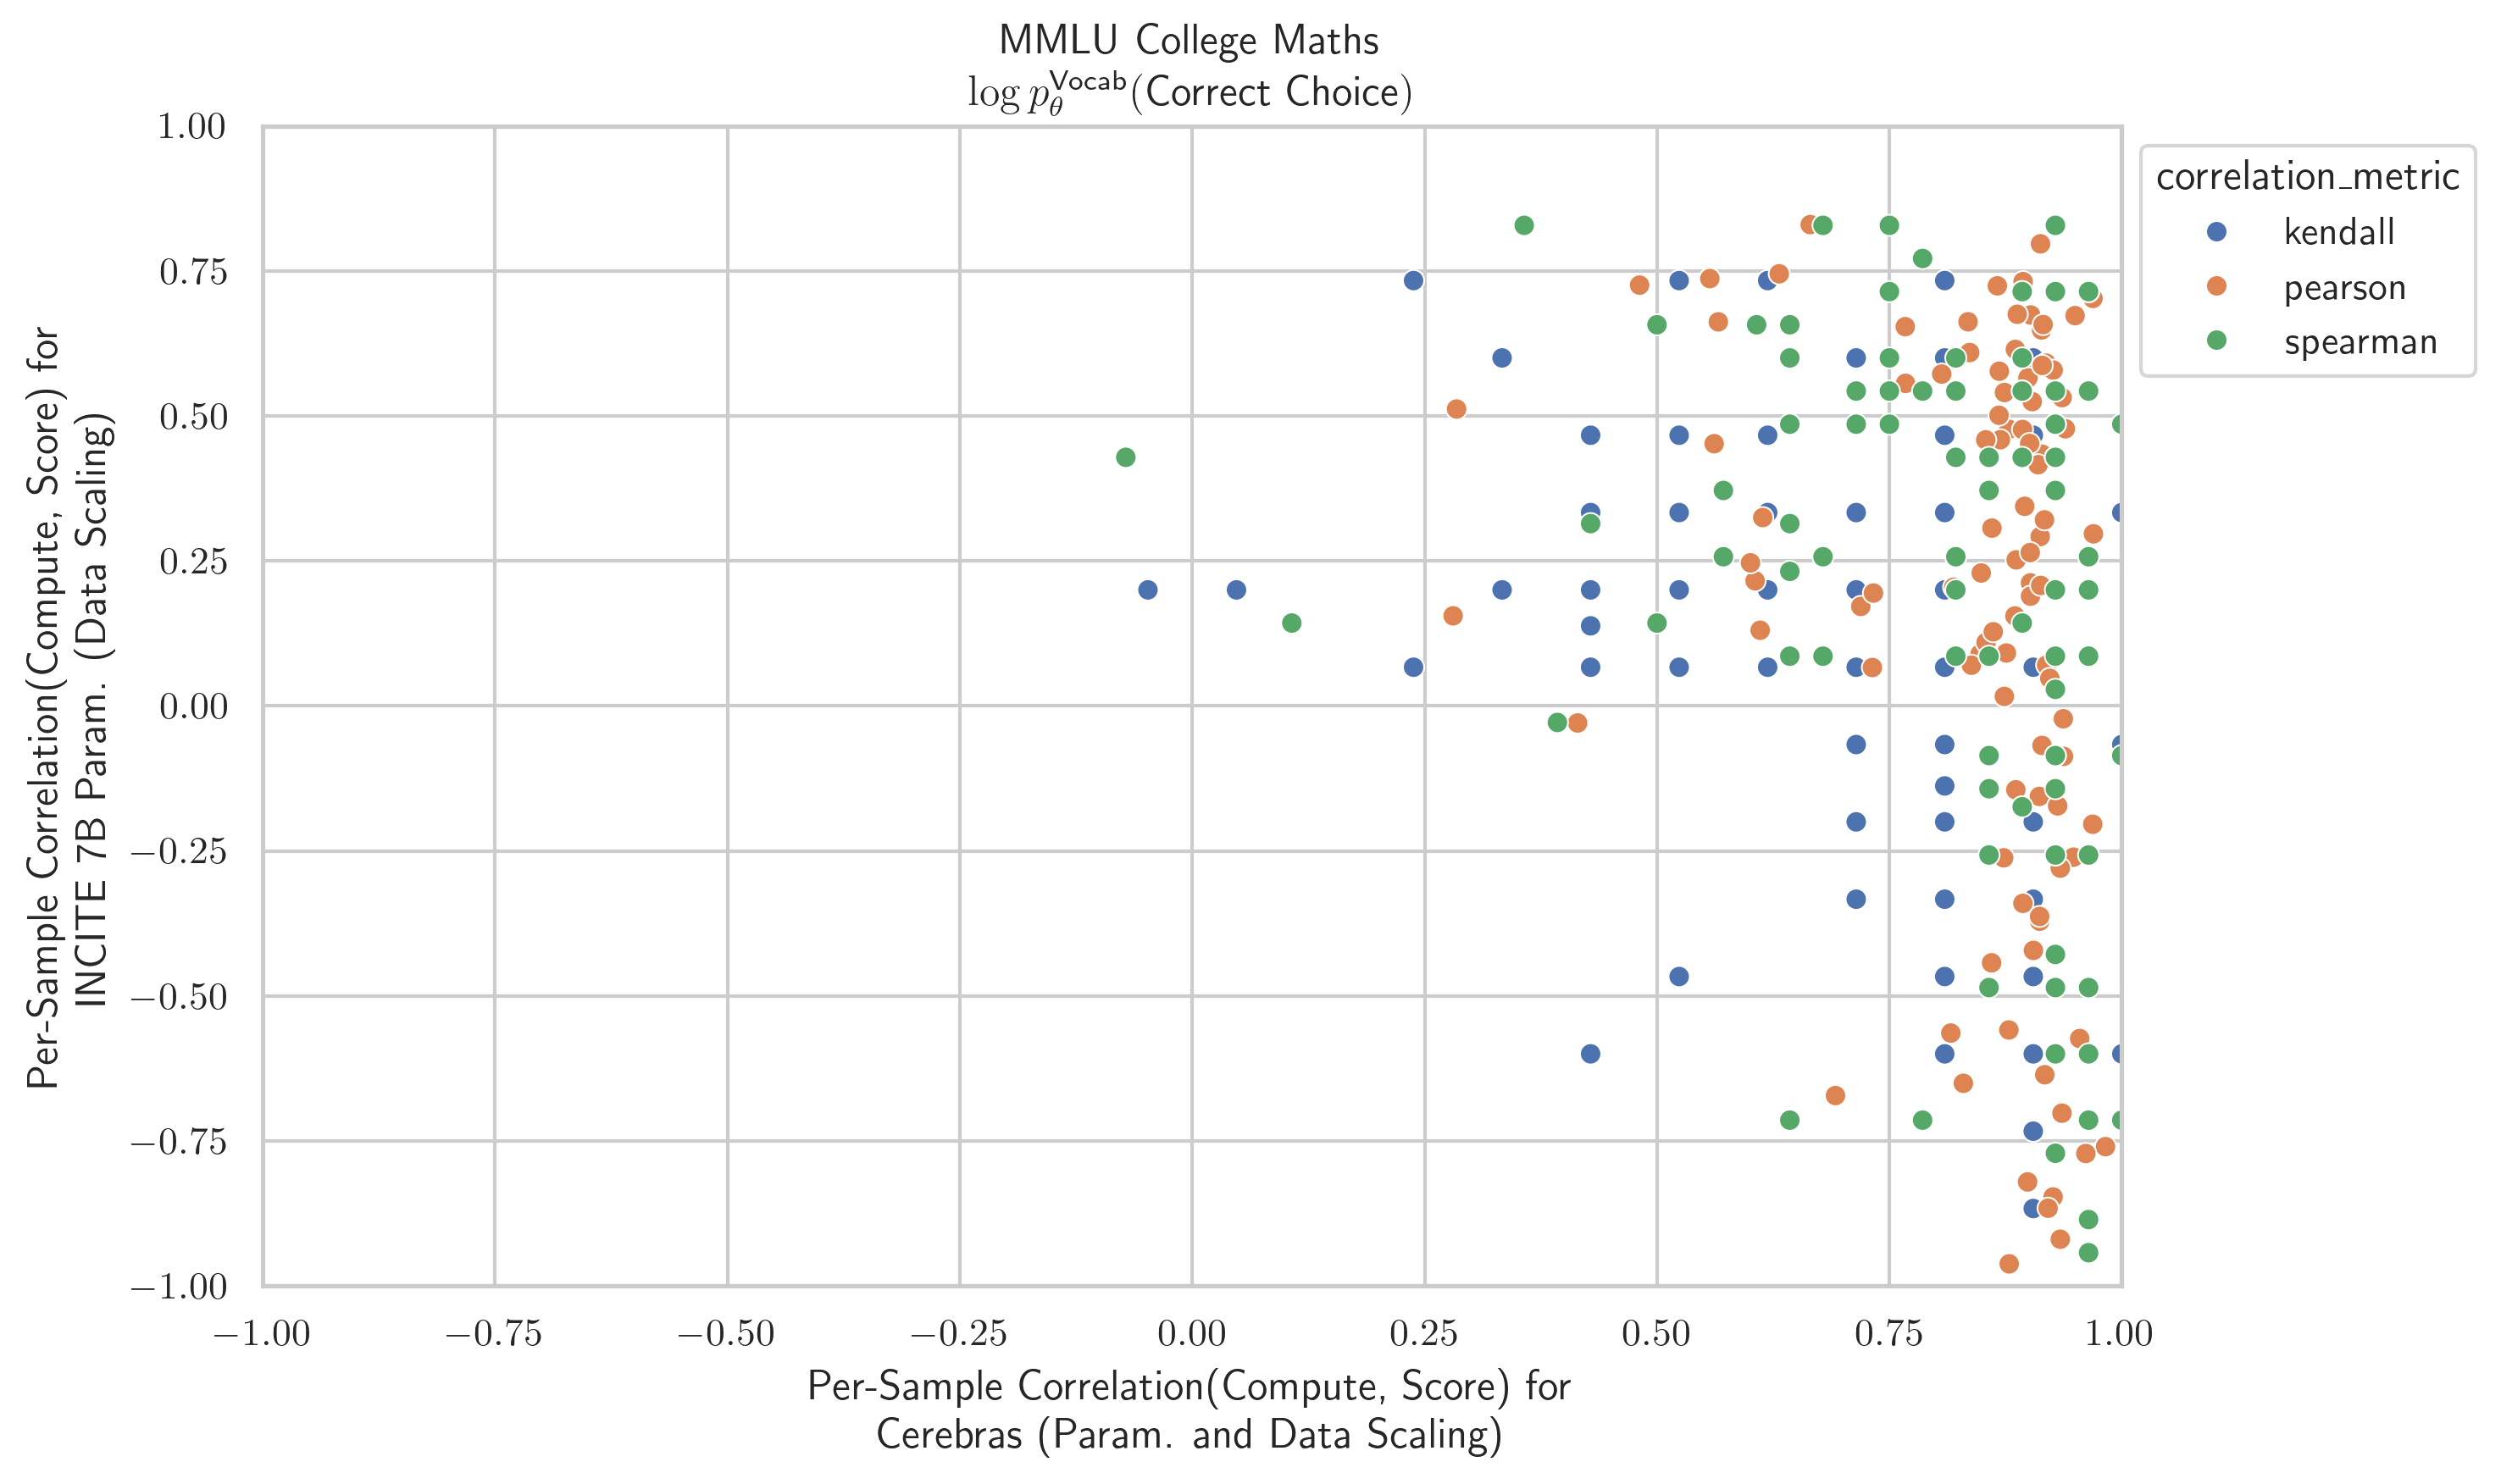 MMLU College Maths
log p_θ^Vocab(Correct Choice)
1.00
0.75
0.50
0.25
0.00
−0.25
−0.50
−0.75
−1.00
Per-Sample Correlation(Compute, Score) for
INCITE 7B Param. (Data Scaling)
correlation_metric
kendall
pearson
spearman
−1.00 −0.75 −0.50 −0.25 0.00 0.25 0.50 0.75 1.00
Per-Sample Correlation(Compute, Score) for
Cerebras (Param. and Data Scaling)